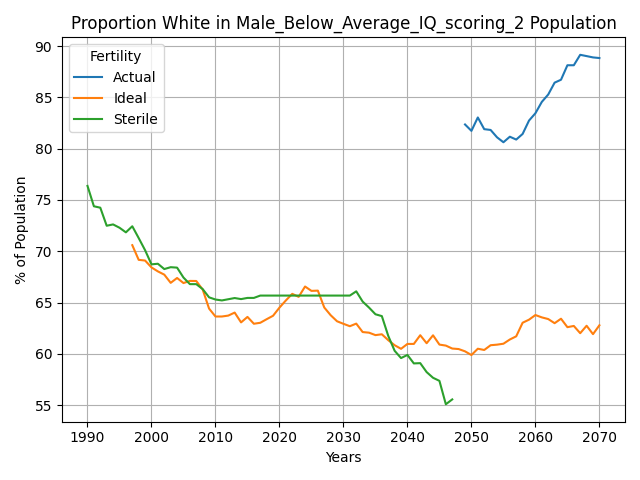 Proportion White in Male_Below_Average_IQ_scoring_2 Population
Fertility
Actual
Ideal
Sterile
90
85
80
75
70
65
60
55
% of Population
1990 2000 2010 2020 2030 2040 2050 2060 2070
Years